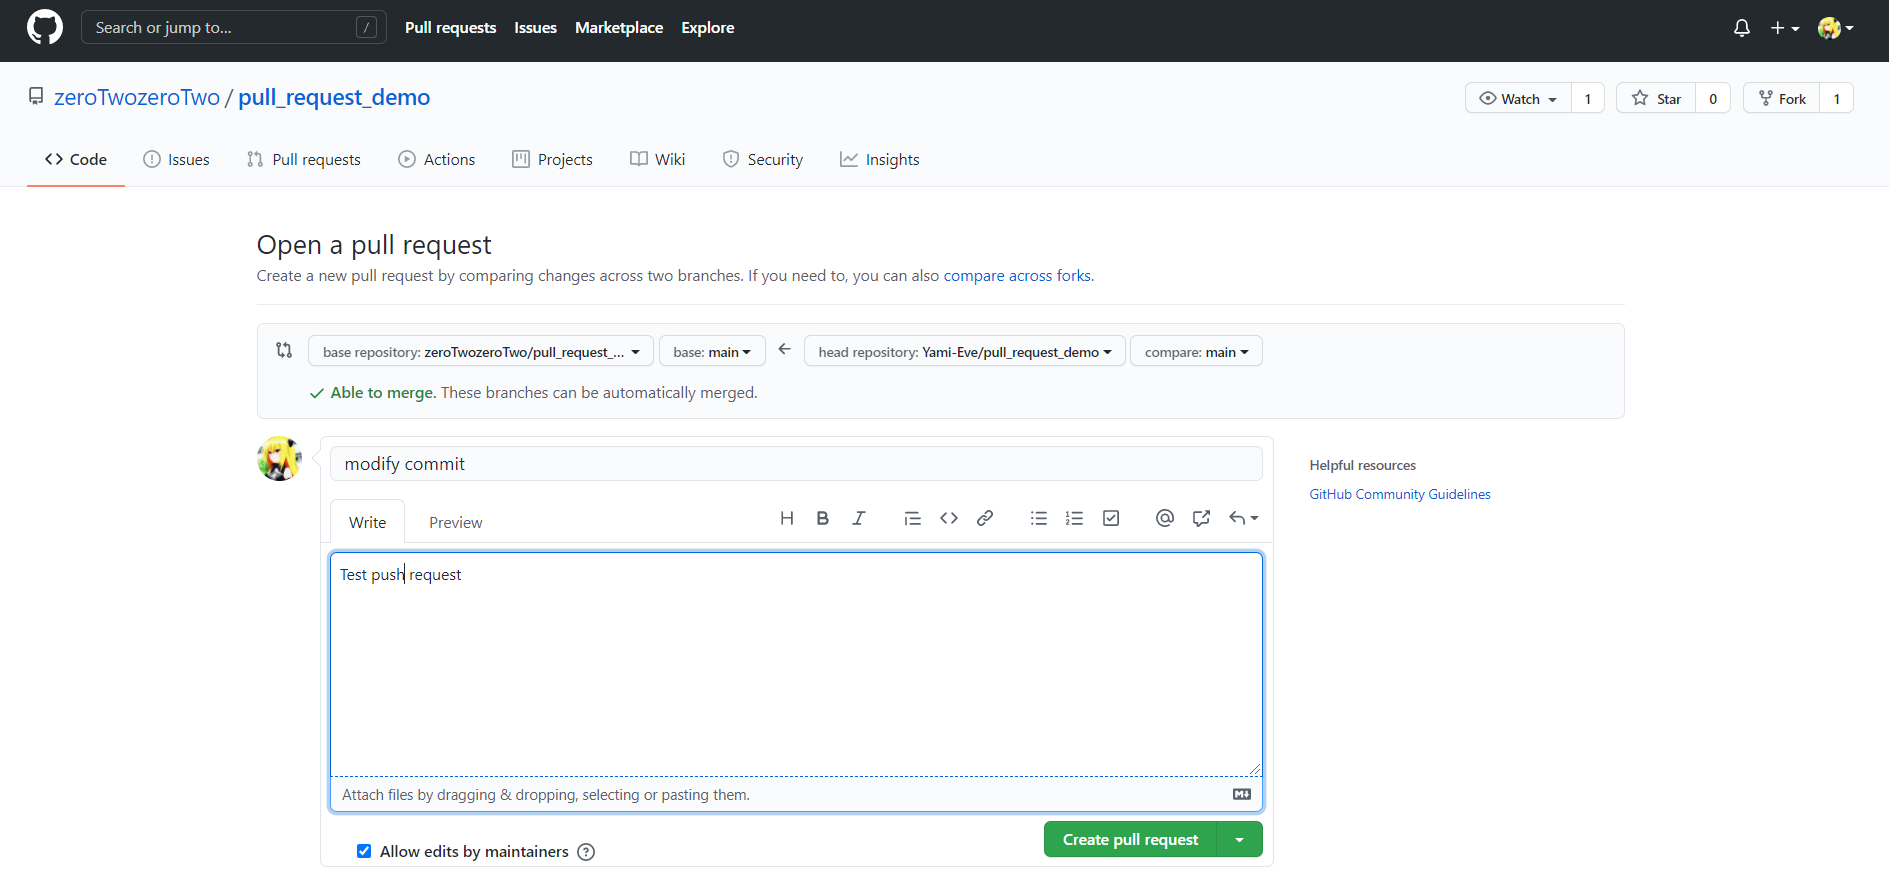 Search or jump to... / Pull requests Issues Marketplace Explore
zeroTwozeroTwo / pull_request_demo Watch 1 Star 0 Fork 1
Code Issues Pull requests Actions Projects Wiki Security Insights
Open a pull request
Create a new pull request by comparing changes across two branches. If you need to, you can also compare across forks.
base repository: zeroTwozeroTwo/pull_request_... base: main ← head repository: Yami-Eve/pull_request_demo compare: main
Able to merge. These branches can be automatically merged.
modify commit
Helpful resources
GitHub Community Guidelines
Write Preview
Test push request
Attach files by dragging & dropping, selecting or pasting them.
Create pull request
Allow edits by maintainers ?